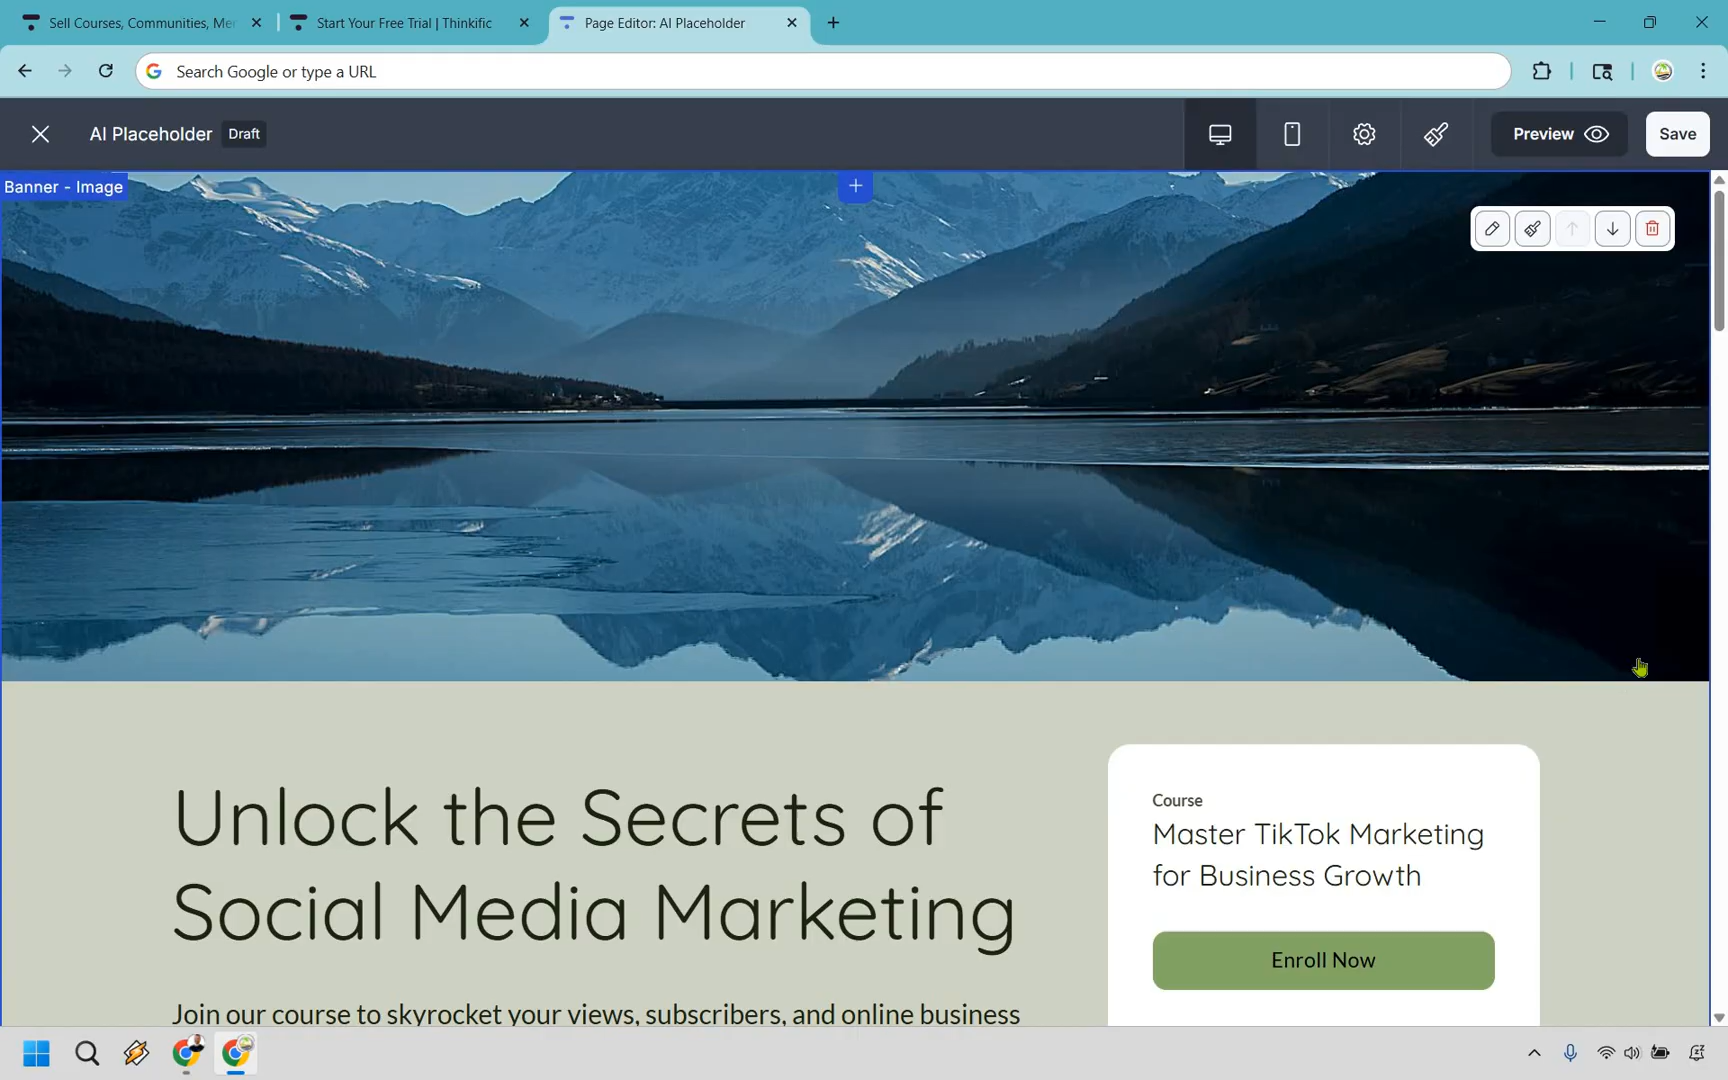 Sell Courses, Communities, Mer
Start Your Free Trial | Thinkific
Page Editor: AI Placeholder
Search Google or type a URL
AI Placeholder
Draft
Preview
Save
Banner - Image
Unlock the Secrets of
Social Media Marketing
Join our course to skyrocket your views, subscribers, and online business
Course
Master TikTok Marketing
for Business Growth
Enroll Now